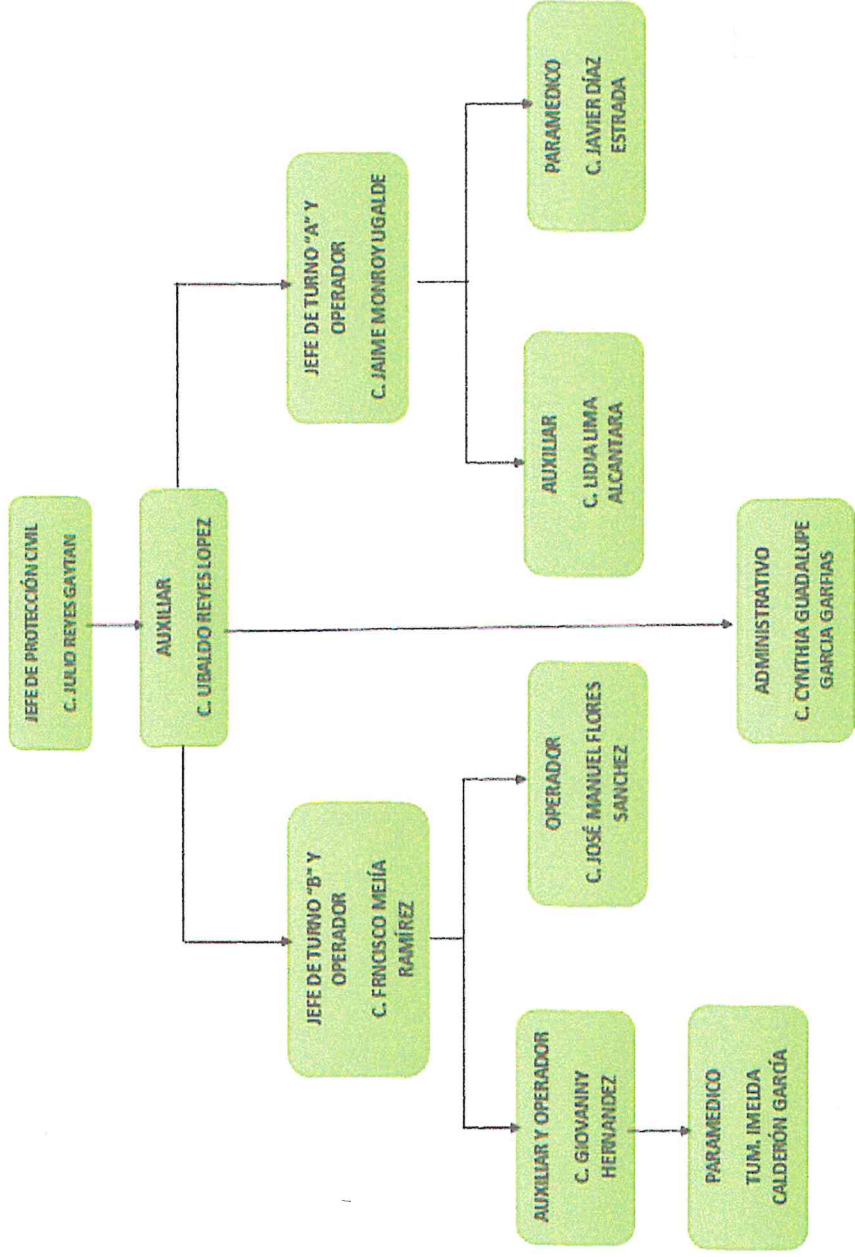 JEFE DE PROTECCIÓN CIVIL
C. JULIO REYES GAYTAN
AUXILIAR
C. UBALDO REYES LOPEZ
JEFE DE TURNO "B" Y
OPERADOR
C. FRNCISCO MEJÍA
RAMÍREZ
JEFE DE TURNO "A" Y
OPERADOR
C. JAIME MONROY UGALDE
AUXILIAR Y OPERADOR
C. GIOVANNY
HERNANDEZ
OPERADOR
C. JOSÉ MANUEL FLORES
SANCHEZ
AUXILIAR
C. LIDIA LIMA
ALCANTARA
PARAMEDICO
C. JAVIER DÍAZ
ESTRADA
PARAMEDICO
TUM. IMELDA
CALDERÓN GARCÍA
ADMINISTRATIVO
C. CYNTHIA GUADALUPE
GARCIA GARFIAS